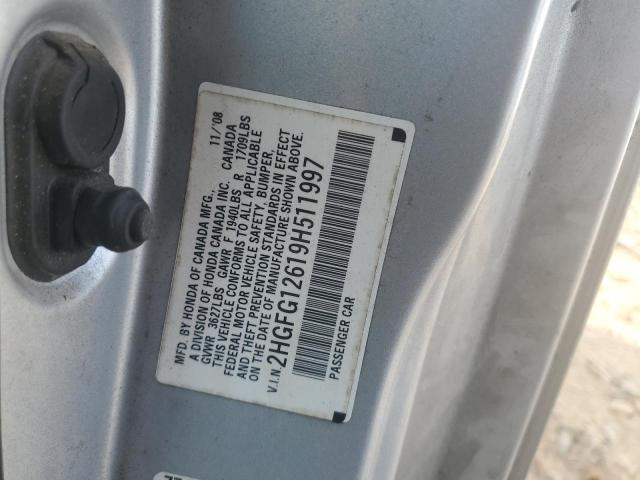 MFD. BY HONDA OF CANADA MFG., 11/08
A DIVISION OF HONDA CANADA INC. CANADA
GVWR 3627LBS GAWR F 1940LBS R 1709LBS
THIS VEHICLE CONFORMS TO ALL APPLICABLE
FEDERAL MOTOR VEHICLE SAFETY, BUMPER,
AND THEFT PREVENTION STANDARDS IN EFFECT
ON THE DATE OF MANUFACTURE SHOWN ABOVE.
V.I.N. 2HGFG12619H511997
PASSENGER CAR